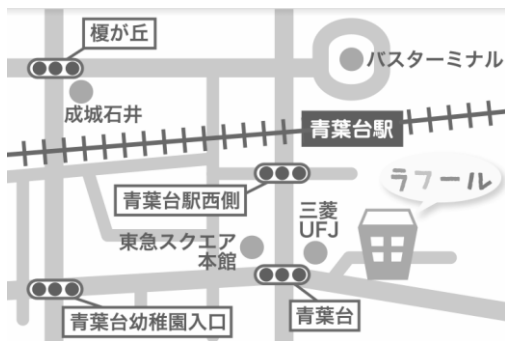 榎が丘
バスターミナル
成城石井
青葉台駅
青葉台駅西側
ラフール
三菱
UFJ
東急スクエア
本館
青葉台幼稚園入口
青葉台